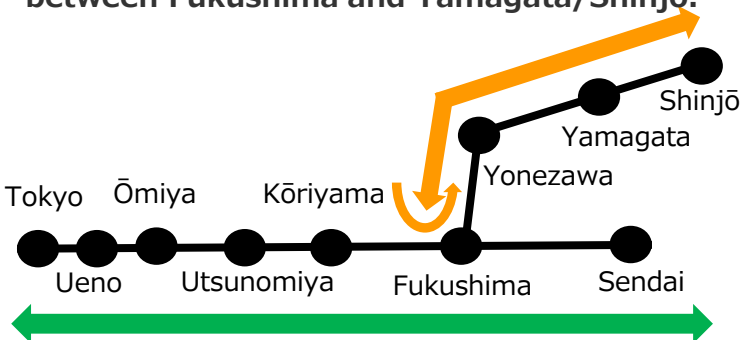 between Fukushima and Yamagata/Shinjō.
Shinjō
Yamagata
Yonezawa
Tokyo
Ōmiya
Kōriyama
Ueno
Utsunomiya
Fukushima
Sendai